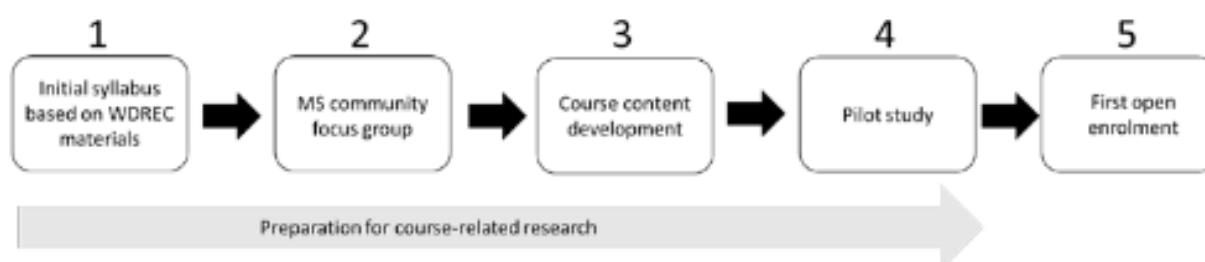 1
2
3
4
5
Initial syllabus
based on WDREC
materials
MS community
focus group
Course content
development
Pilot study
First open
enrolment
Preparation for course-related research